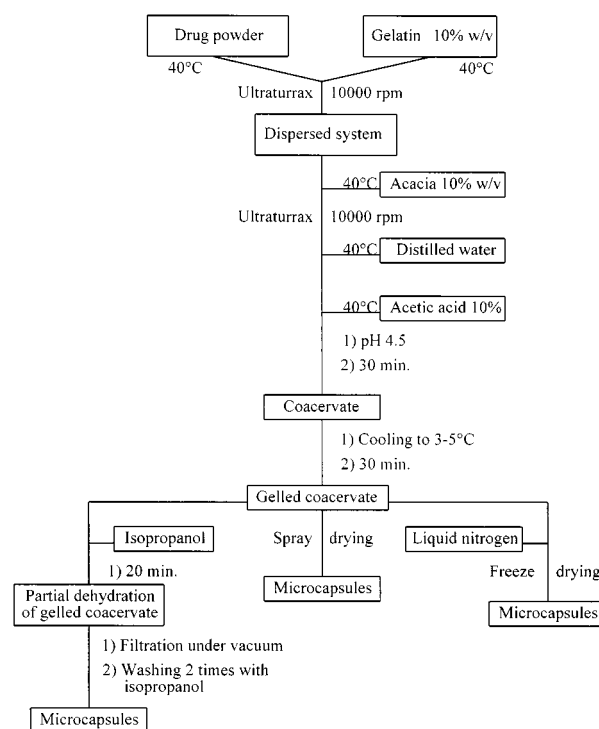 Drug powder
Gelatin 10% w/v
40°C
40°C
Ultraturrax 10000 rpm
Dispersed system
40°C Acacia 10% w/v
Ultraturrax 10000 rpm
40°C Distilled water
40°C Acetic acid 10%
1) pH 4.5
2) 30 min.
Coacervate
1) Cooling to 3-5°C
2) 30 min.
Gelled coacervate
Isopropanol
1) 20 min.
Partial dehydration
of gelled coacervate
1) Filtration under vacuum
2) Washing 2 times with
isopropanol
Microcapsules
Spray drying
Microcapsules
Liquid nitrogen
Freeze drying
Microcapsules